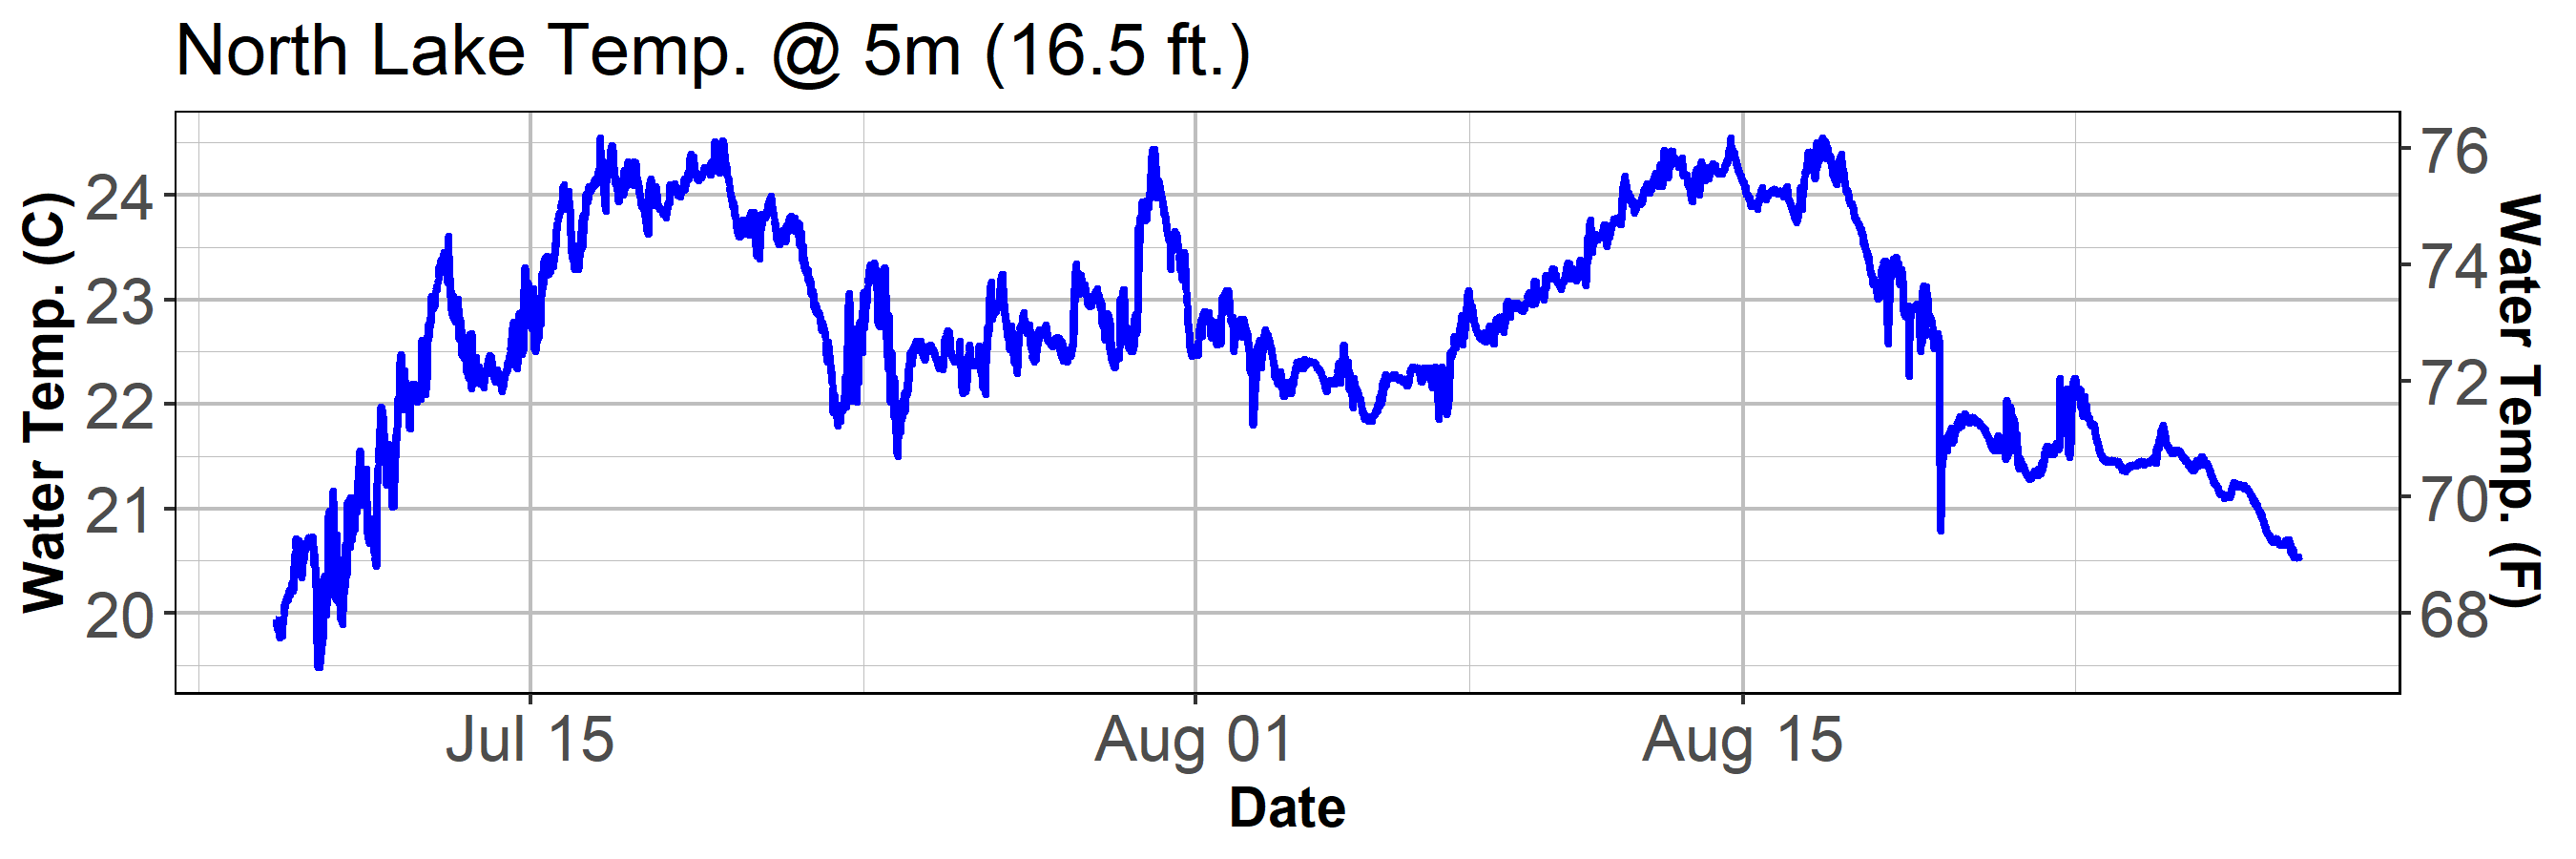 North Lake Temp. @ 5m (16.5 ft.)
Water Temp. (C)
24
23
22
21
20
76
74
72
70
68
Water Temp. (F)
Jul 15
Aug 01
Aug 15
Date